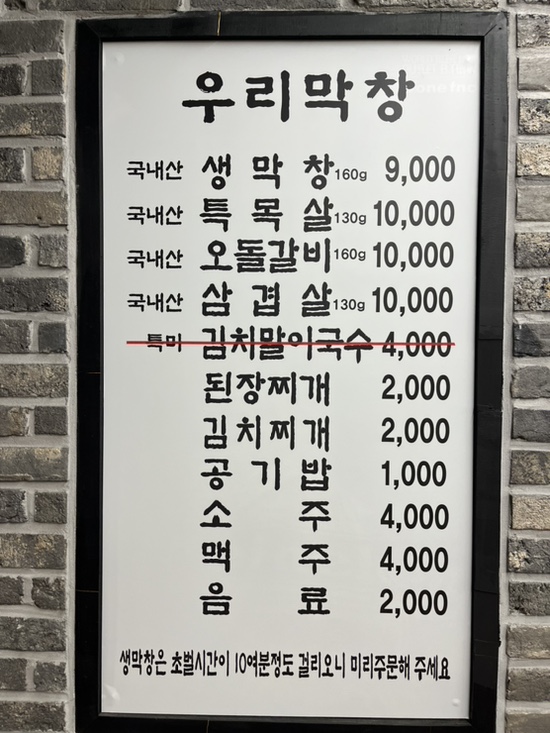 우리막창
국내산 생막창 160g 9,000
국내산 특목살 130g 10,000
국내산 오돌갈비 160g 10,000
국내산 삼겹살 130g 10,000
특미 김치말이국수 4,000
된장찌개 2,000
김치찌개 2,000
공기밥 1,000
소주 4,000
맥주 4,000
음료 2,000
생막창은 초벌시간이 10여분정도 걸리오니 미리주문해 주세요